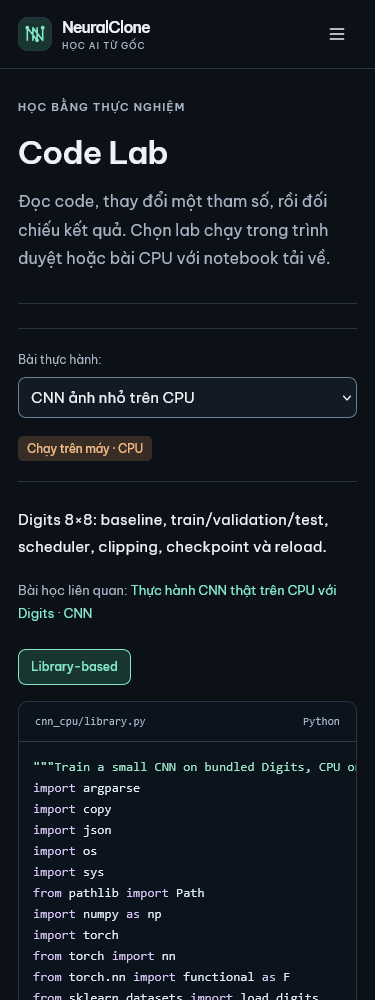 NeuralClone
HỌC AI TỪ GỐC
HỌC BẰNG THỰC NGHIỆM
Code Lab
Đọc code, thay đổi một tham số, rồi đối
chiếu kết quả. Chọn lab chạy trong trình
duyệt hoặc bài CPU với notebook tải về.
Bài thực hành:
CNN ảnh nhỏ trên CPU
Chạy trên máy · CPU
Digits 8×8: baseline, train/validation/test,
scheduler, clipping, checkpoint và reload.
Bài học liên quan: Thực hành CNN thật trên CPU với
Digits · CNN
Library-based
cnn_cpu/library.py Python
"""Train a small CNN on bundled Digits, CPU
import argparse
import copy
import json
import os
import sys
from pathlib import Path
import numpy as np
import torch
from torch import nn
from torch.nn import functional as F
from sklearn.datasets import load_digits